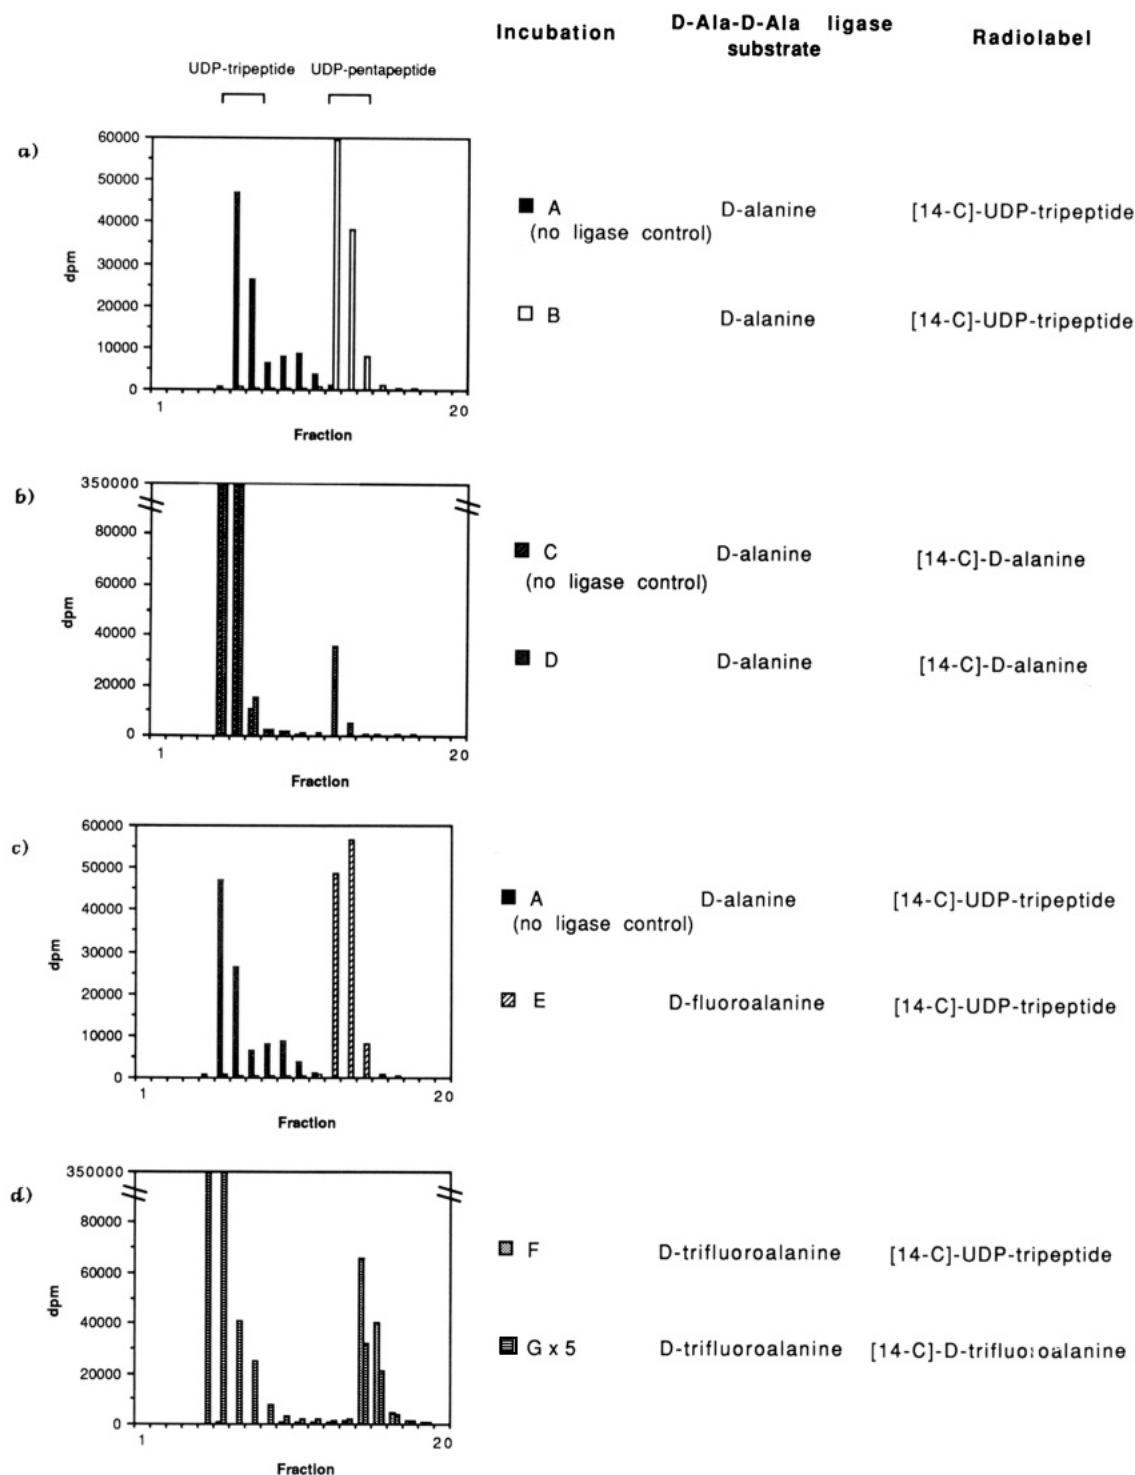 Incubation D-Ala-D-Ala ligase substrate Radiolabel
UDP-tripeptide UDP-pentapeptide
a)
60000
50000
40000
30000
20000
10000
0
dpm
1 20
Fraction
A D-alanine [14-C]-UDP-tripeptide
(no ligase control)
B D-alanine [14-C]-UDP-tripeptide
b)
350000
80000
60000
40000
20000
0
dpm
1 20
Fraction
C D-alanine [14-C]-D-alanine
(no ligase control)
D D-alanine [14-C]-D-alanine
c)
60000
50000
40000
30000
20000
10000
0
dpm
1 20
Fraction
A D-alanine [14-C]-UDP-tripeptide
(no ligase control)
E D-fluoroalanine [14-C]-UDP-tripeptide
d)
350000
80000
60000
40000
20000
0
dpm
1 20
Fraction
F D-trifluoroalanine [14-C]-UDP-tripeptide
G x 5 D-trifluoroalanine [14-C]-D-trifluoroalanine